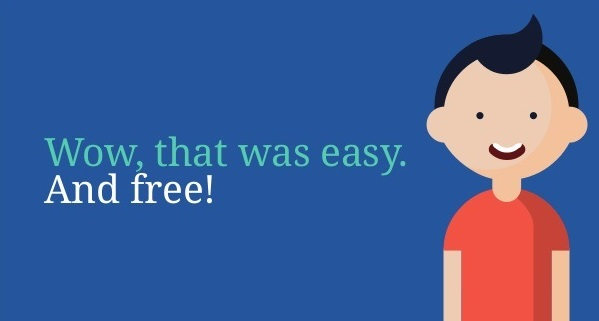 Wow, that was easy.
And free!